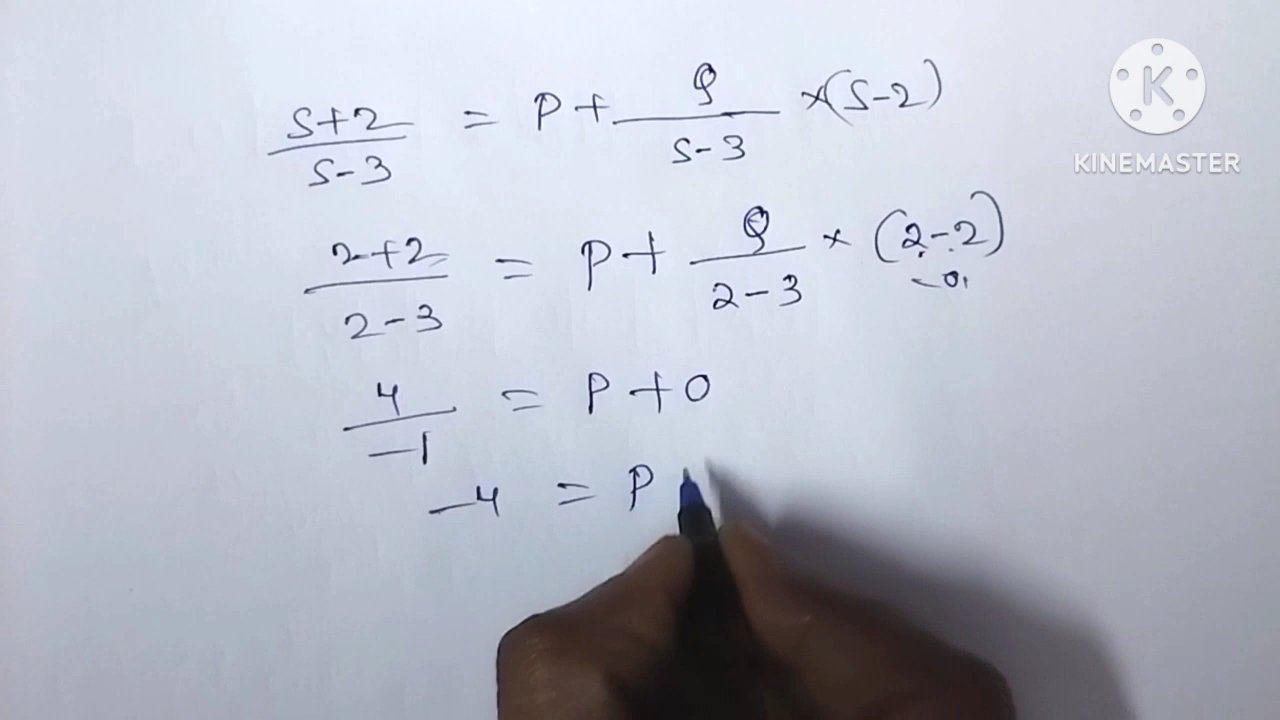 (S+2)/(S-3) = P + Q/(S-3) × (S-2)
(2+2)/(2-3) = P + Q/(2-3) × (2-2)
0
4/-1 = P + 0
-4 = P
KINEMASTER